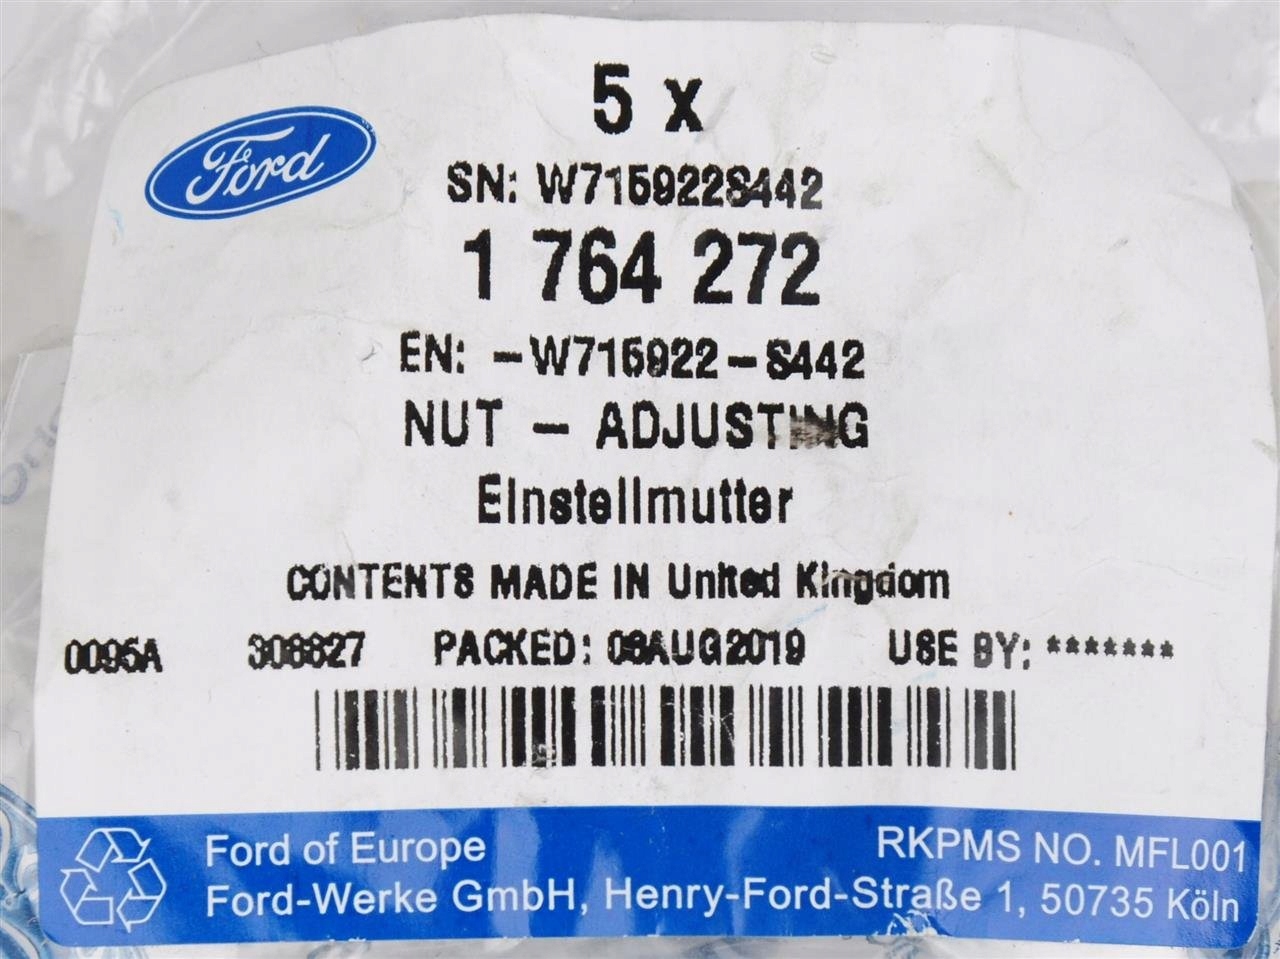 Ford
5 x
SN: W715922S442
1 764 272
EN: -W715922-S442
NUT - ADJUSTING
Einstellmutter
CONTENTS MADE IN United Kingdom
0095A PACKED: 06AUG2019 USE BY: *******
Ford of Europe RKPMS NO. MFL001
Ford-Werke GmbH, Henry-Ford-Straße 1, 50735 Köln